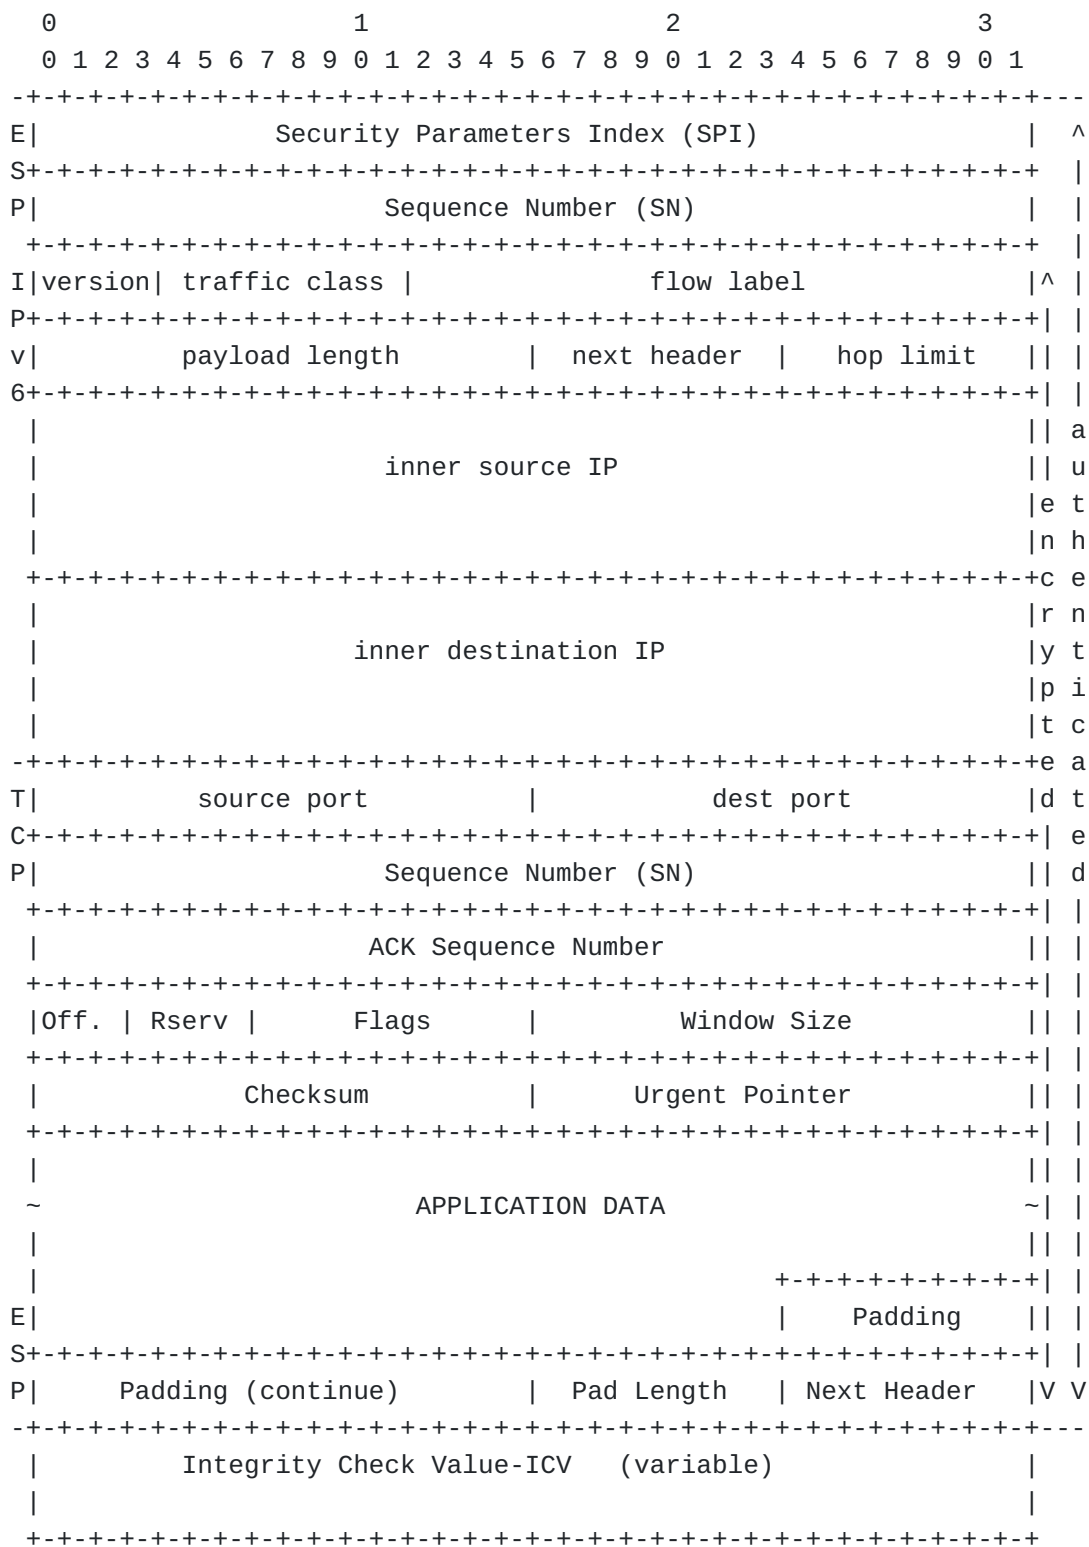 0                   1                   2                   3
  0 1 2 3 4 5 6 7 8 9 0 1 2 3 4 5 6 7 8 9 0 1 2 3 4 5 6 7 8 9 0 1
-+-+-+-+-+-+-+-+-+-+-+-+-+-+-+-+-+-+-+-+-+-+-+-+-+-+-+-+-+-+-+-+-+---
E|               Security Parameters Index (SPI)                 |  ^
S+-+-+-+-+-+-+-+-+-+-+-+-+-+-+-+-+-+-+-+-+-+-+-+-+-+-+-+-+-+-+-+-+  |
P|                      Sequence Number (SN)                     |  |
 +-+-+-+-+-+-+-+-+-+-+-+-+-+-+-+-+-+-+-+-+-+-+-+-+-+-+-+-+-+-+-+-+  |
I|version| traffic class |               flow label              |^ |
P+-+-+-+-+-+-+-+-+-+-+-+-+-+-+-+-+-+-+-+-+-+-+-+-+-+-+-+-+-+-+-+-+| |
v|         payload length        |  next header  |   hop limit   || |
6+-+-+-+-+-+-+-+-+-+-+-+-+-+-+-+-+-+-+-+-+-+-+-+-+-+-+-+-+-+-+-+-+| |
 |                                                               || a
 |                      inner source IP                          || u
 |                                                               |e t
 |                                                               |n h
 +-+-+-+-+-+-+-+-+-+-+-+-+-+-+-+-+-+-+-+-+-+-+-+-+-+-+-+-+-+-+-+-+c e
 |                                                               |r n
 |                    inner destination IP                       |y t
 |                                                               |p i
 |                                                               |t c
-+-+-+-+-+-+-+-+-+-+-+-+-+-+-+-+-+-+-+-+-+-+-+-+-+-+-+-+-+-+-+-+-+e a
T|          source port          |           dest port           |d t
C+-+-+-+-+-+-+-+-+-+-+-+-+-+-+-+-+-+-+-+-+-+-+-+-+-+-+-+-+-+-+-+-+| e
P|                      Sequence Number (SN)                     || d
 +-+-+-+-+-+-+-+-+-+-+-+-+-+-+-+-+-+-+-+-+-+-+-+-+-+-+-+-+-+-+-+-+| |
 |                     ACK Sequence Number                       || |
 +-+-+-+-+-+-+-+-+-+-+-+-+-+-+-+-+-+-+-+-+-+-+-+-+-+-+-+-+-+-+-+-+| |
 |Off. | Rserv |      Flags      |         Window Size           || |
 +-+-+-+-+-+-+-+-+-+-+-+-+-+-+-+-+-+-+-+-+-+-+-+-+-+-+-+-+-+-+-+-+| |
 |             Checksum          |      Urgent Pointer           || |
 +-+-+-+-+-+-+-+-+-+-+-+-+-+-+-+-+-+-+-+-+-+-+-+-+-+-+-+-+-+-+-+-+| |
 |                                                               || |
 ~                        APPLICATION DATA                       ~| |
 |                                                               || |
 |                                               +-+-+-+-+-+-+-+-+| |
E|                                               |    Padding    || |
S+-+-+-+-+-+-+-+-+-+-+-+-+-+-+-+-+-+-+-+-+-+-+-+-+-+-+-+-+-+-+-+-+| |
P|     Padding (continue)        |  Pad Length   | Next Header   |V V
-+-+-+-+-+-+-+-+-+-+-+-+-+-+-+-+-+-+-+-+-+-+-+-+-+-+-+-+-+-+-+-+-+---
 |         Integrity Check Value-ICV   (variable)                |
 |                                                               |
 +-+-+-+-+-+-+-+-+-+-+-+-+-+-+-+-+-+-+-+-+-+-+-+-+-+-+-+-+-+-+-+-+